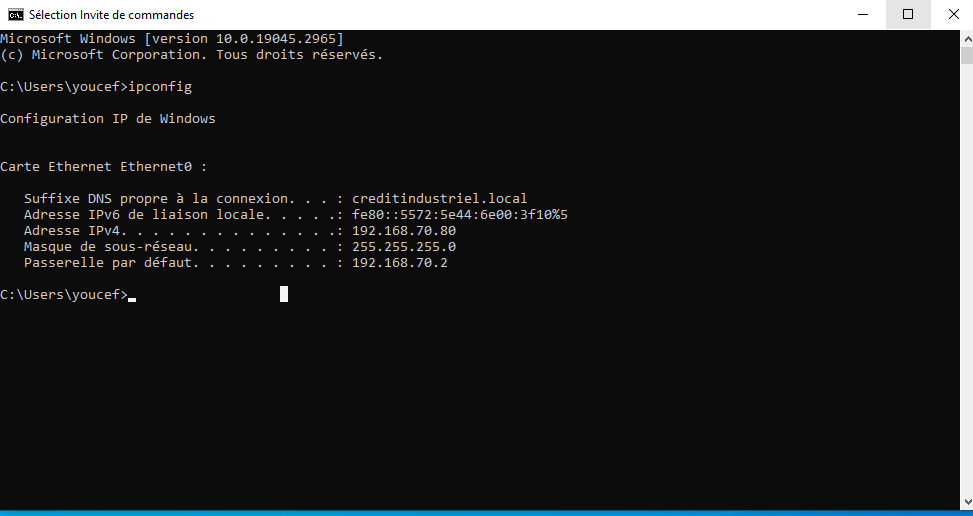 Sélection Invite de commandes
Microsoft Windows [version 10.0.19045.2965]
(c) Microsoft Corporation. Tous droits réservés.
C:\Users\youcef>ipconfig
Configuration IP de Windows
Carte Ethernet Ethernet0 :
Suffixe DNS propre à la connexion. . . : creditindustriel.local
Adresse IPv6 de liaison locale. . . . .: fe80::5572:5e44:6e00:3f10%5
Adresse IPv4. . . . . . . . . . . . . .: 192.168.70.80
Masque de sous-réseau. . . . . . . . . : 255.255.255.0
Passerelle par défaut. . . . . . . . . : 192.168.70.2
C:\Users\youcef>